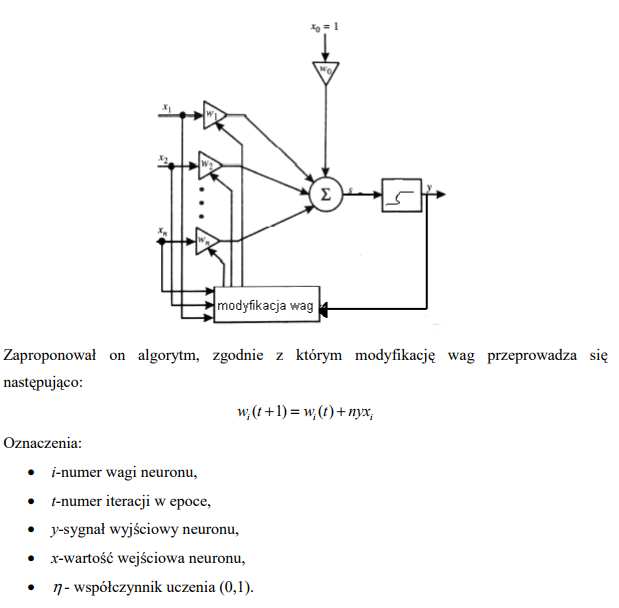 x₀ = 1
w₀
x₁
w₁
x₂
w₂
xₙ
wₙ
Σ
s
y
modyfikacja wag
Zaproponował on algorytm, zgodnie z którym modyfikację wag przeprowadza się
następująco:
wᵢ(t+1) = wᵢ(t) + nyxᵢ
Oznaczenia:
• i-numer wagi neuronu,
• t-numer iteracji w epoce,
• y-sygnał wyjściowy neuronu,
• x-wartość wejściowa neuronu,
• η - współczynnik uczenia (0,1).